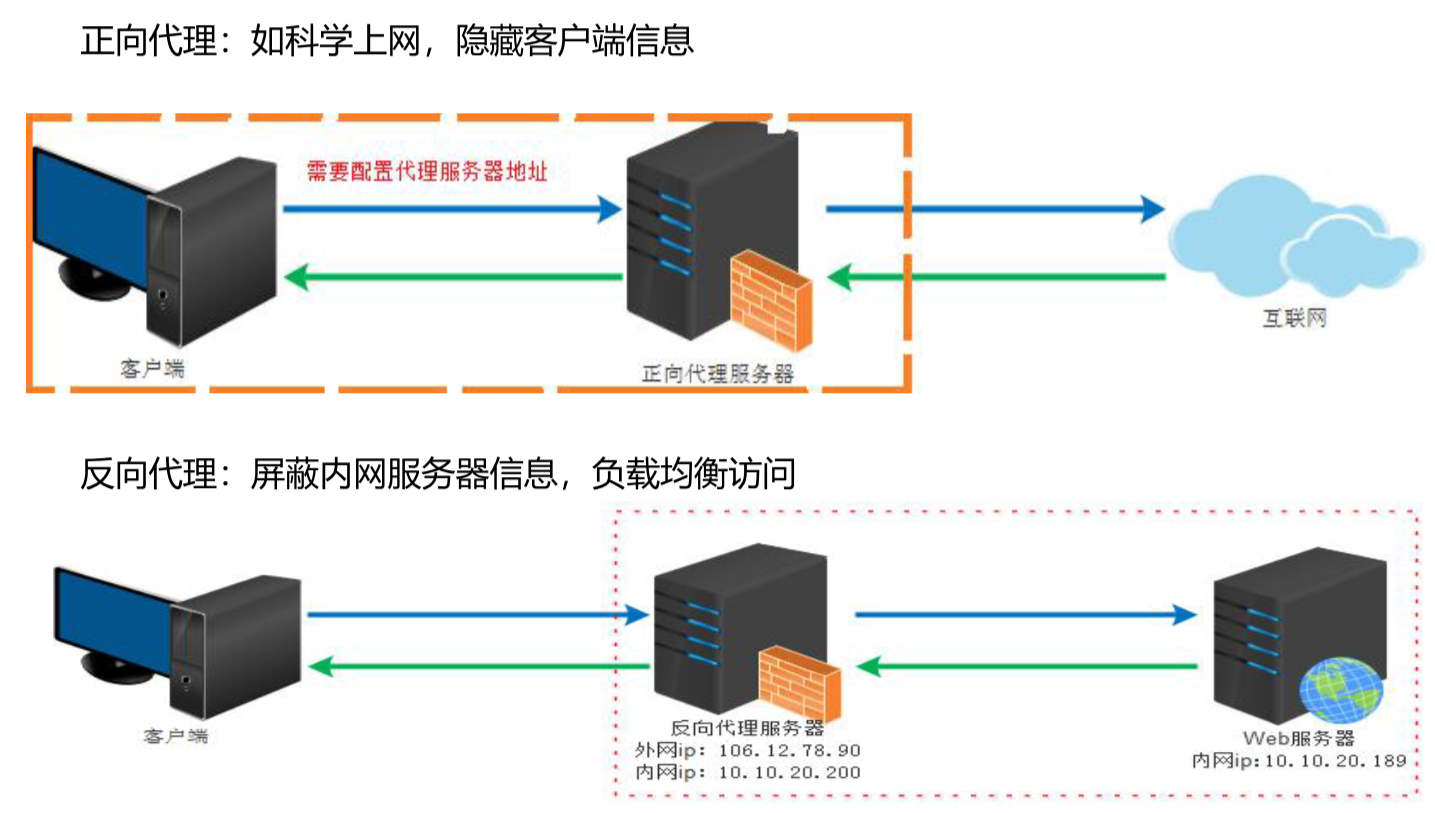 正向代理：如科学上网，隐藏客户端信息
需要配置代理服务器地址
互联网
客户端
正向代理服务器
反向代理：屏蔽内网服务器信息，负载均衡访问
客户端
反向代理服务器
外网ip：106.12.78.90
内网ip：10.10.20.200
Web服务器
内网ip:10.10.20.189